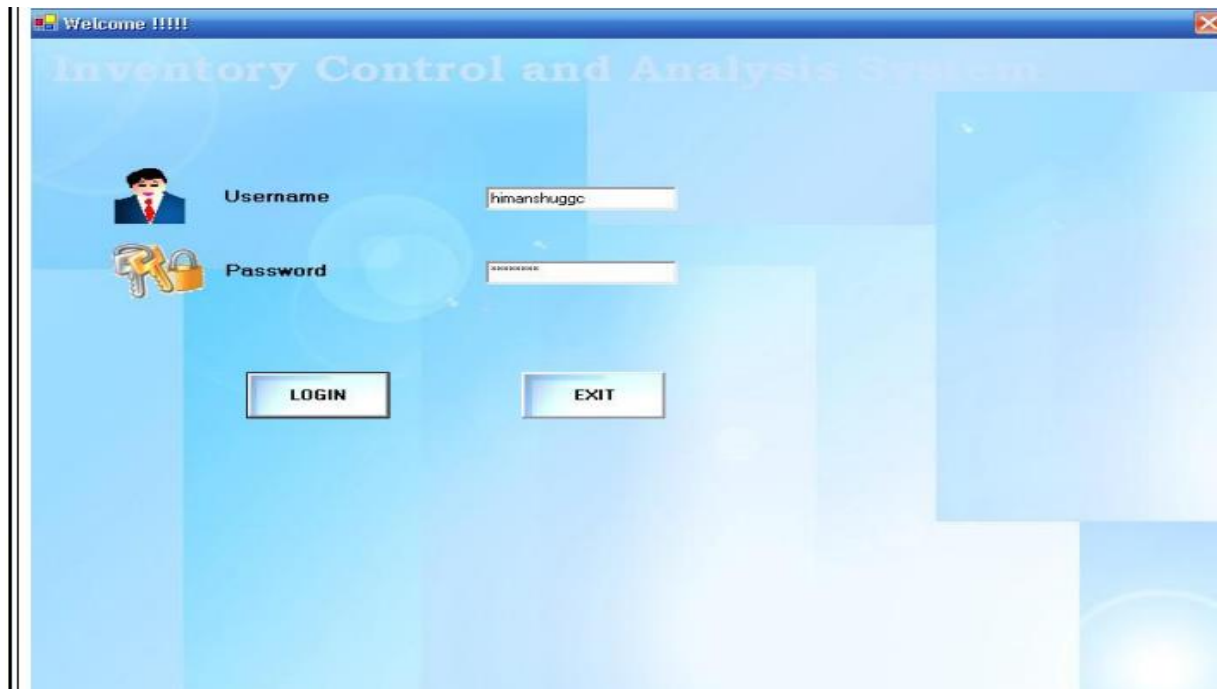 Welcome !!!!!
Inventory Control and Analysis System
Username
himanshuggc
Password
********
LOGIN
EXIT